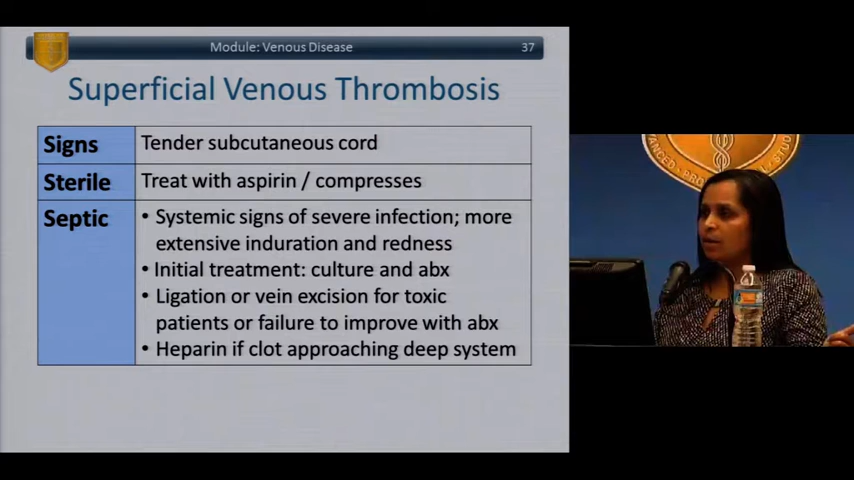 Module: Venous Disease
37
Superficial Venous Thrombosis
Signs
Tender subcutaneous cord
Sterile
Treat with aspirin / compresses
Septic
• Systemic signs of severe infection; more
extensive induration and redness
• Initial treatment: culture and abx
• Ligation or vein excision for toxic
patients or failure to improve with abx
• Heparin if clot approaching deep system